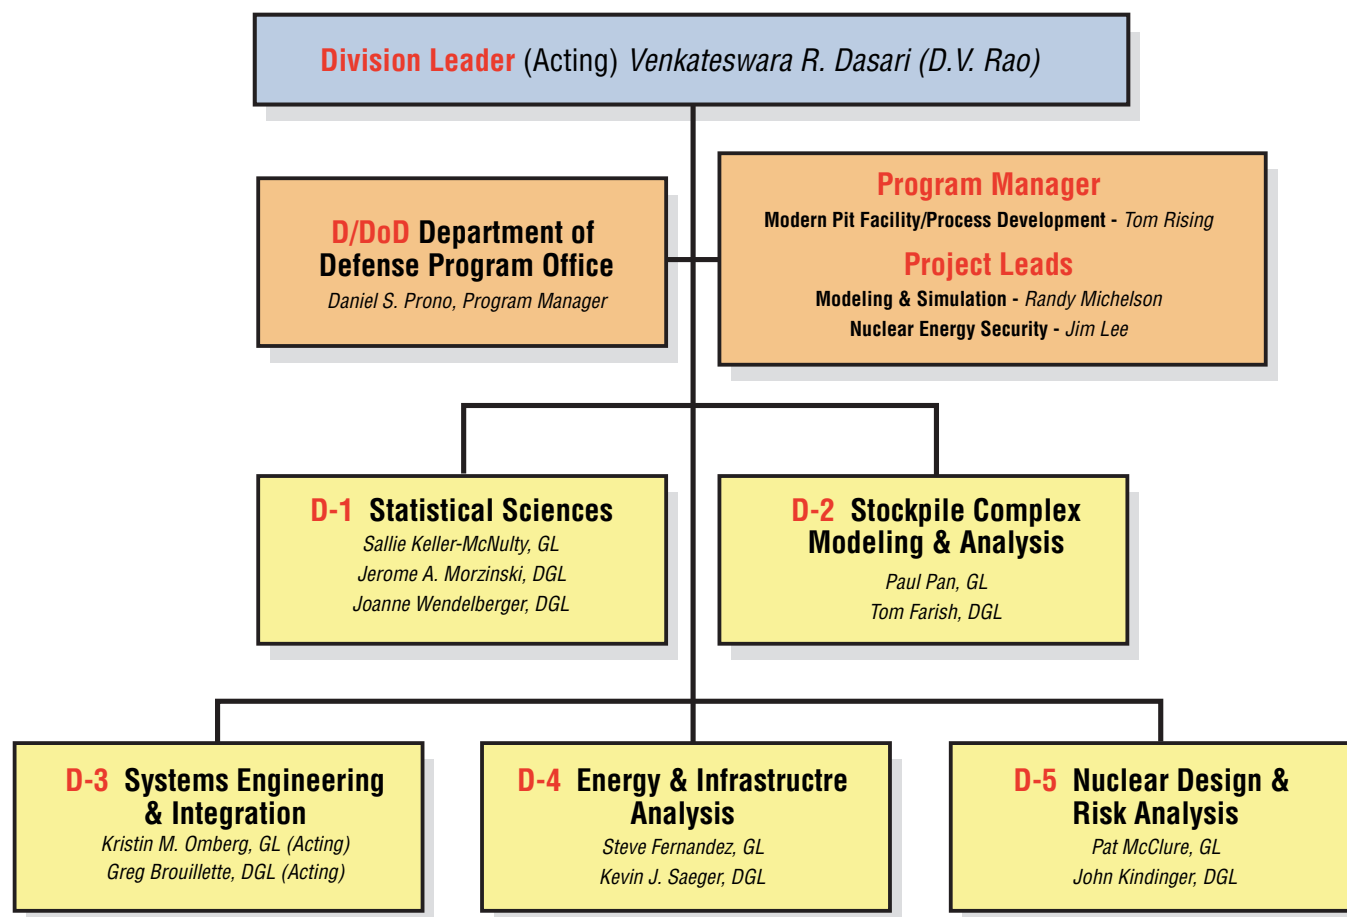 Division Leader (Acting) Venkateswara R. Dasari (D.V. Rao)
D/DoD Department of
Defense Program Office
Daniel S. Prono, Program Manager
Program Manager
Modern Pit Facility/Process Development - Tom Rising
Project Leads
Modeling & Simulation - Randy Michelson
Nuclear Energy Security - Jim Lee
D-1 Statistical Sciences
Sallie Keller-McNulty, GL
Jerome A. Morzinski, DGL
Joanne Wendelberger, DGL
D-2 Stockpile Complex
Modeling & Analysis
Paul Pan, GL
Tom Farish, DGL
D-3 Systems Engineering
& Integration
Kristin M. Omberg, GL (Acting)
Greg Brouillette, DGL (Acting)
D-4 Energy & Infrastructre
Analysis
Steve Fernandez, GL
Kevin J. Saeger, DGL
D-5 Nuclear Design &
Risk Analysis
Pat McClure, GL
John Kindinger, DGL